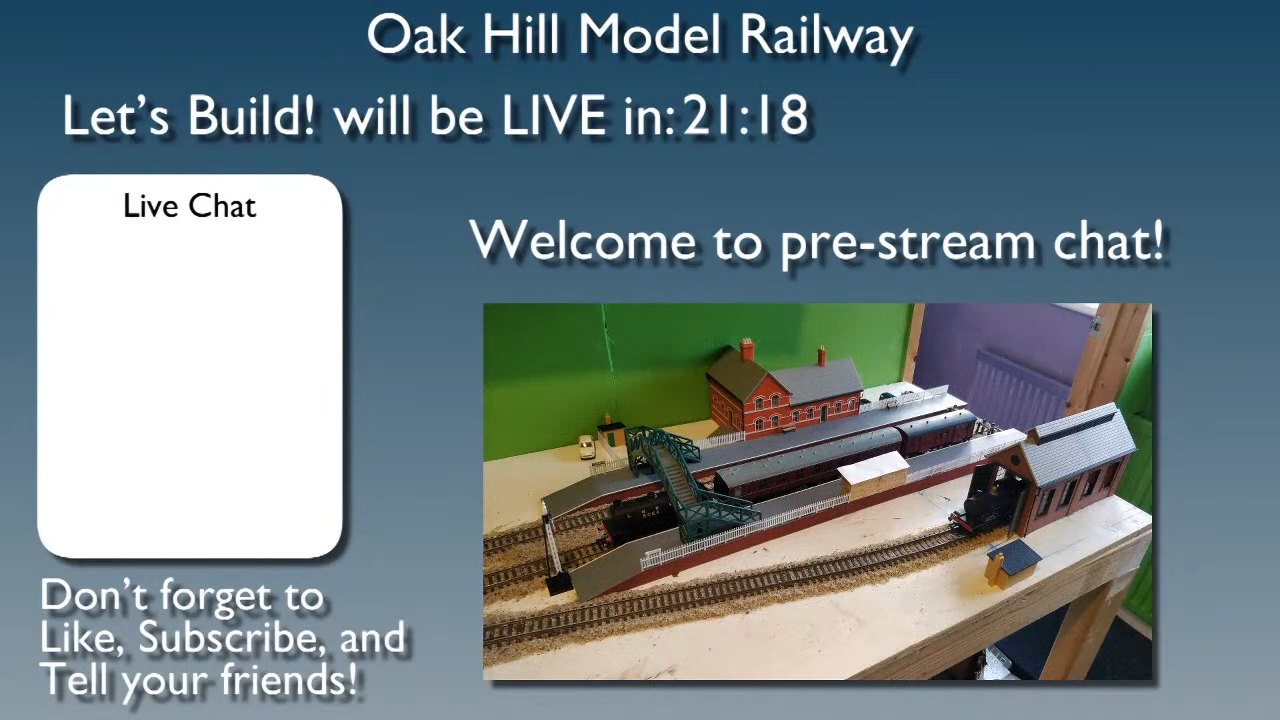 Oak Hill Model Railway
Let's Build! will be LIVE in: 21:18
Live Chat
Welcome to pre-stream chat!
Don't forget to
Like, Subscribe, and
Tell your friends!